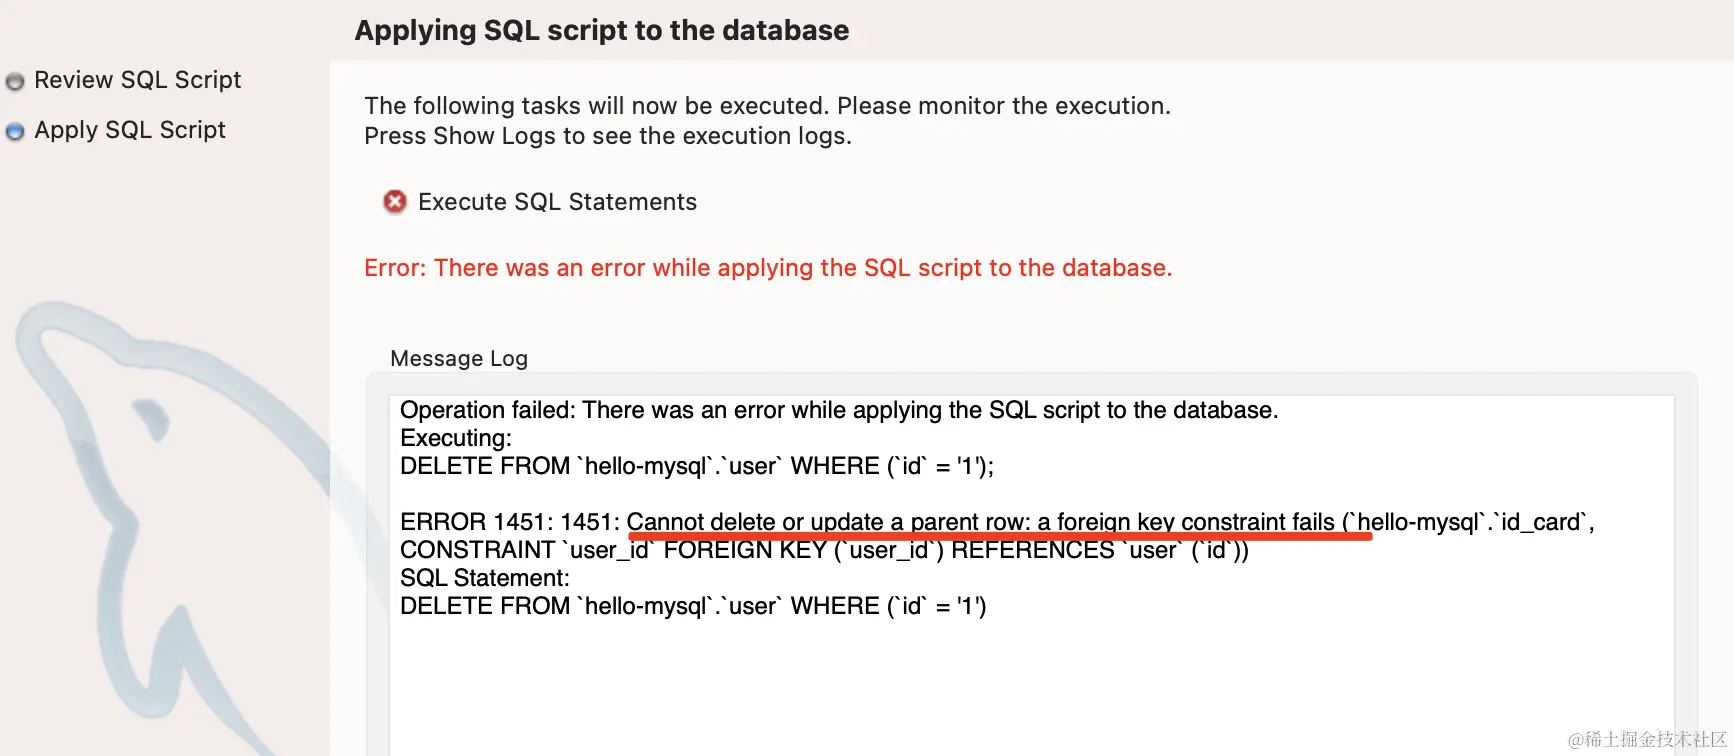 Applying SQL script to the database
Review SQL Script
Apply SQL Script
The following tasks will now be executed. Please monitor the execution.
Press Show Logs to see the execution logs.
Execute SQL Statements
Error: There was an error while applying the SQL script to the database.
Message Log
Operation failed: There was an error while applying the SQL script to the database.
Executing:
DELETE FROM `hello-mysql`.`user` WHERE (`id` = '1');
ERROR 1451: 1451: Cannot delete or update a parent row: a foreign key constraint fails (`hello-mysql`.`id_card`,
CONSTRAINT `user_id` FOREIGN KEY (`user_id`) REFERENCES `user` (`id`))
SQL Statement:
DELETE FROM `hello-mysql`.`user` WHERE (`id` = '1')
@稀土掘金技术社区